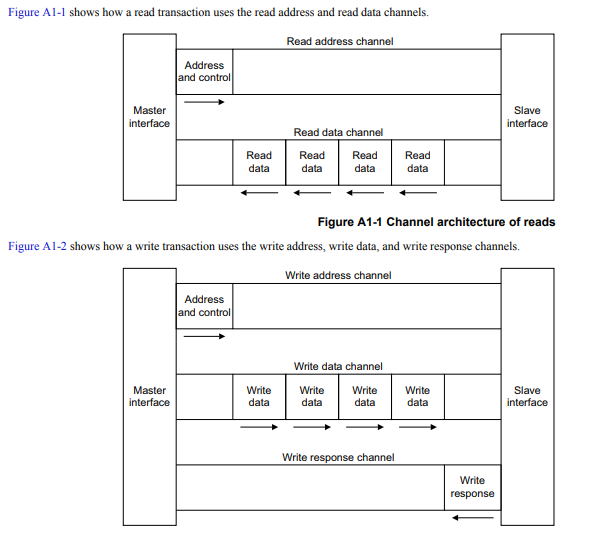 Figure A1-1 shows how a read transaction uses the read address and read data channels.
Read address channel
Address
and control
Master
interface
Slave
interface
Read data channel
Read
data
Read
data
Read
data
Read
data
Figure A1-1 Channel architecture of reads
Figure A1-2 shows how a write transaction uses the write address, write data, and write response channels.
Write address channel
Address
and control
Write data channel
Master
interface
Write
data
Write
data
Write
data
Write
data
Slave
interface
Write response channel
Write
response